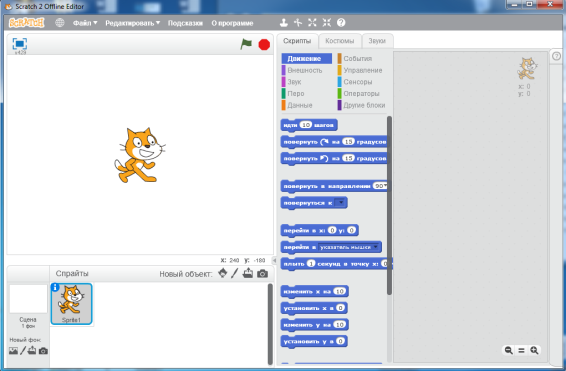 Scratch 2 Offline Editor
SCRATCH Файл Редактировать Подсказки О программе
v429
Скрипты Костюмы Звуки
Движение События
Внешность Управление
Звук Сенсоры
Перо Операторы
Данные Другие блоки
x: 0
y: 0
идти 10 шагов
повернуть на 15 градусов
повернуть на 15 градусов
повернуть в направлении 90
повернуться к
перейти в x: 0 y: 0
перейти в указатель мышки
плыть 1 секунд в точку x: 0
изменить x на 10
установить x в 0
изменить y на 10
установить y в 0
x: 240 y: -180
Спрайты Новый объект:
Сцена
1 фон
Новый фон:
Sprite1